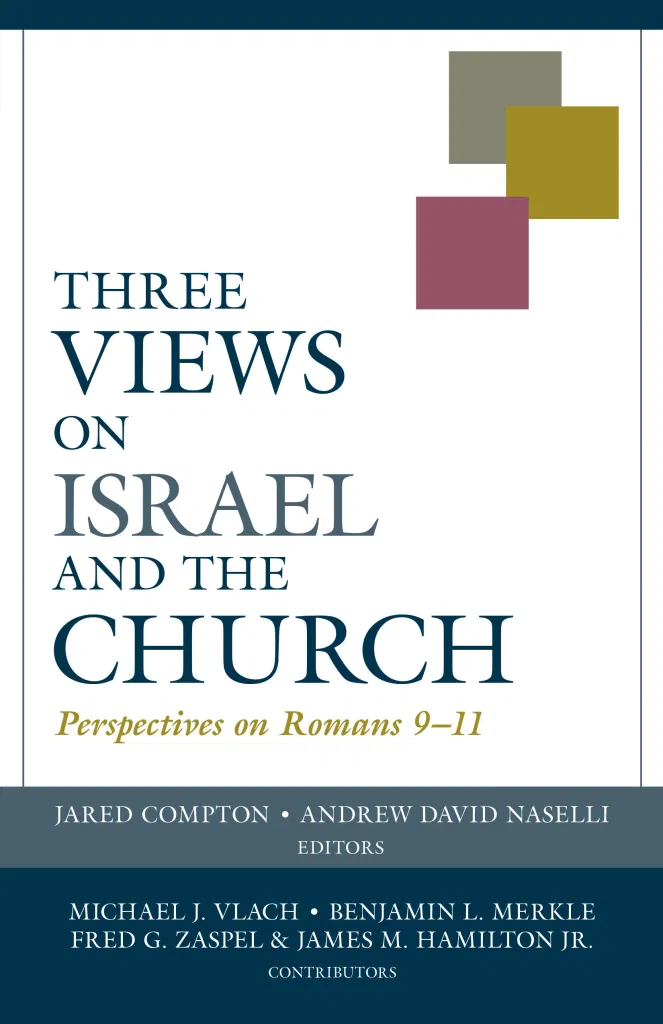 THREE
VIEWS
ON
ISRAEL
AND THE
CHURCH
Perspectives on Romans 9–11
JARED COMPTON • ANDREW DAVID NASELLI
EDITORS
MICHAEL J. VLACH • BENJAMIN L. MERKLE
FRED G. ZASPEL & JAMES M. HAMILTON JR.
CONTRIBUTORS